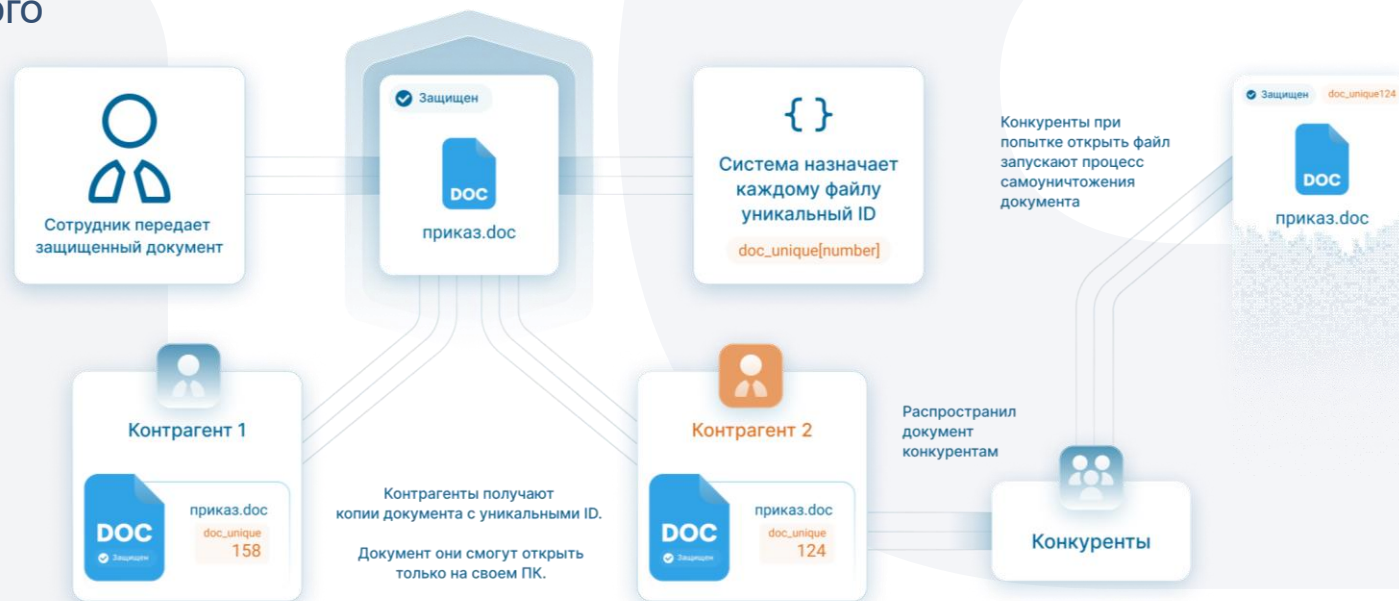 ого
Сотрудник передает
защищенный документ
Защищен
DOC
приказ.doc
{ }
Система назначает
каждому файлу
уникальный ID
doc_unique[number]
Конкуренты при
попытке открыть файл
запускают процесс
самоуничтожения
документа
Защищен doc_unique124
DOC
приказ.doc
Контрагент 1
DOC
Защищен
приказ.doc
doc_unique
158
Контрагенты получают
копии документа с уникальными ID.
Документ они смогут открыть
только на своем ПК.
Контрагент 2
DOC
Защищен
приказ.doc
doc_unique
124
Распространил
документ
конкурентам
Конкуренты